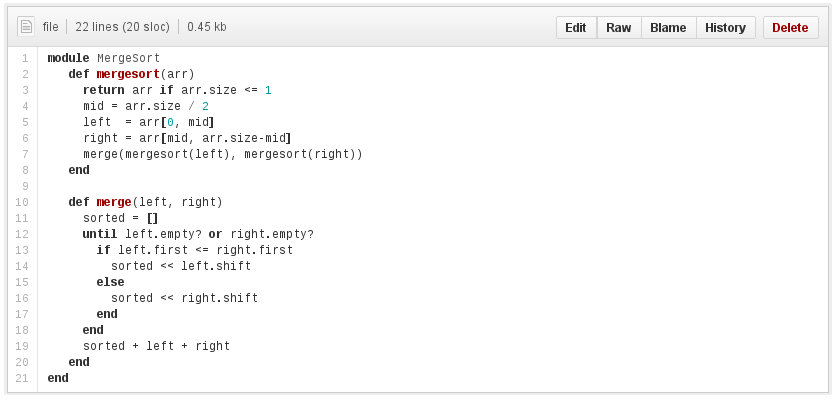 file 22 lines (20 sloc) 0.45 kb Edit Raw Blame History Delete
1 module MergeSort
2    def mergesort(arr)
3      return arr if arr.size <= 1
4      mid = arr.size / 2
5      left  = arr[0, mid]
6      right = arr[mid, arr.size-mid]
7      merge(mergesort(left), mergesort(right))
8    end
9
10    def merge(left, right)
11      sorted = []
12      until left.empty? or right.empty?
13        if left.first <= right.first
14          sorted << left.shift
15        else
16          sorted << right.shift
17        end
18      end
19      sorted + left + right
20    end
21 end